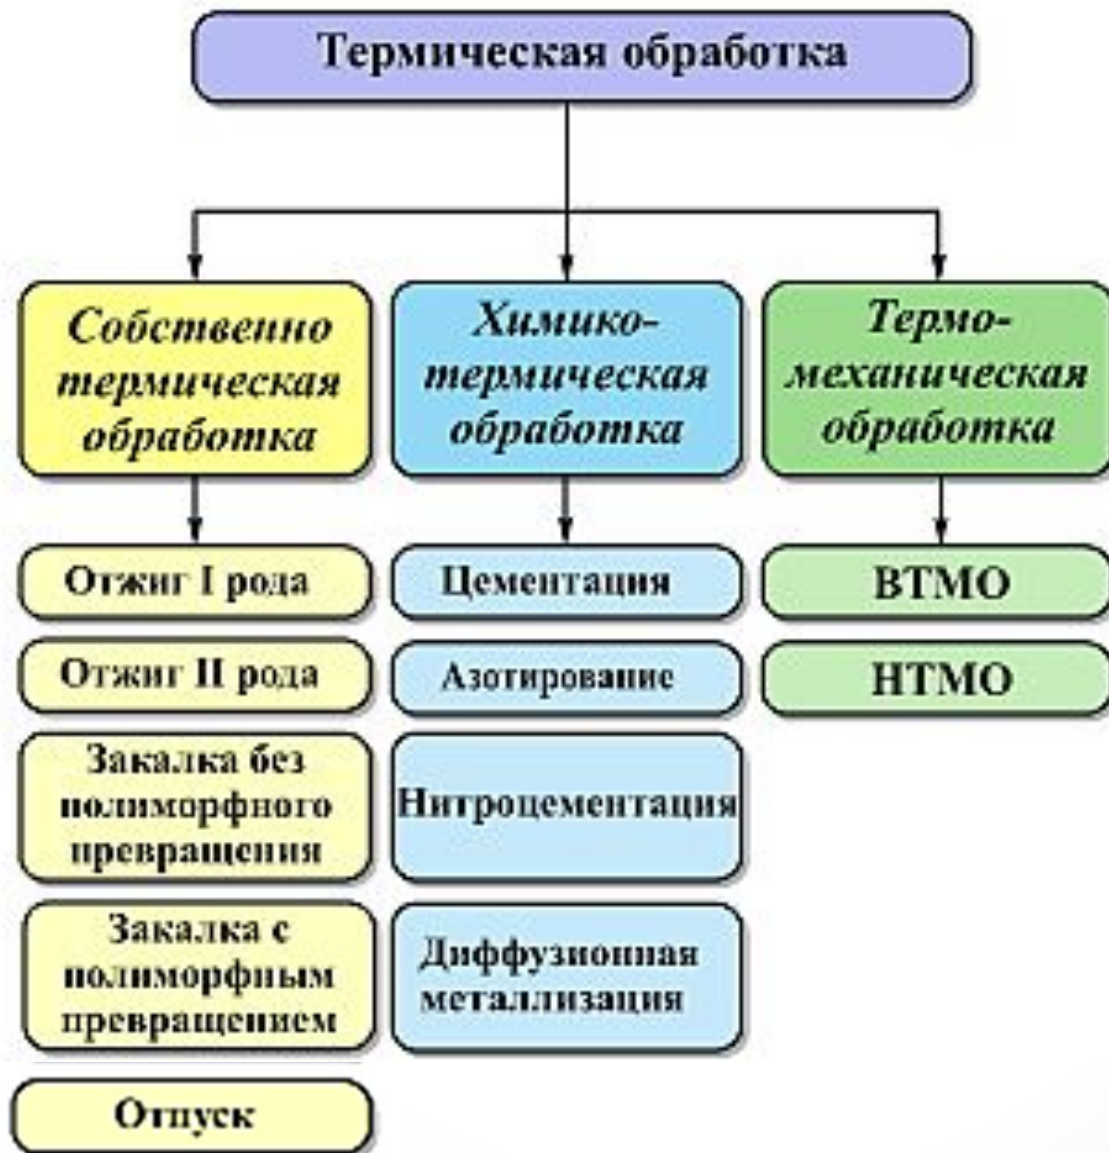 Термическая обработка
Собственно
термическая
обработка
Химико-
термическая
обработка
Термо-
механическая
обработка
Отжиг I рода
Отжиг II рода
Закалка без
полиморфного
превращения
Закалка с
полиморфным
превращением
Отпуск
Цементация
Азотирование
Нитроцементация
Диффузионная
металлизация
ВТМО
НТМО